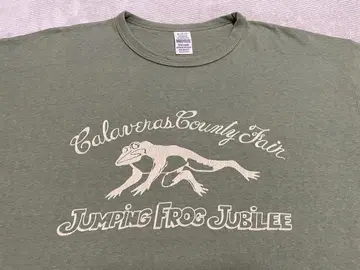 Calaveras County Fair
JUMPING FROG JUBILEE